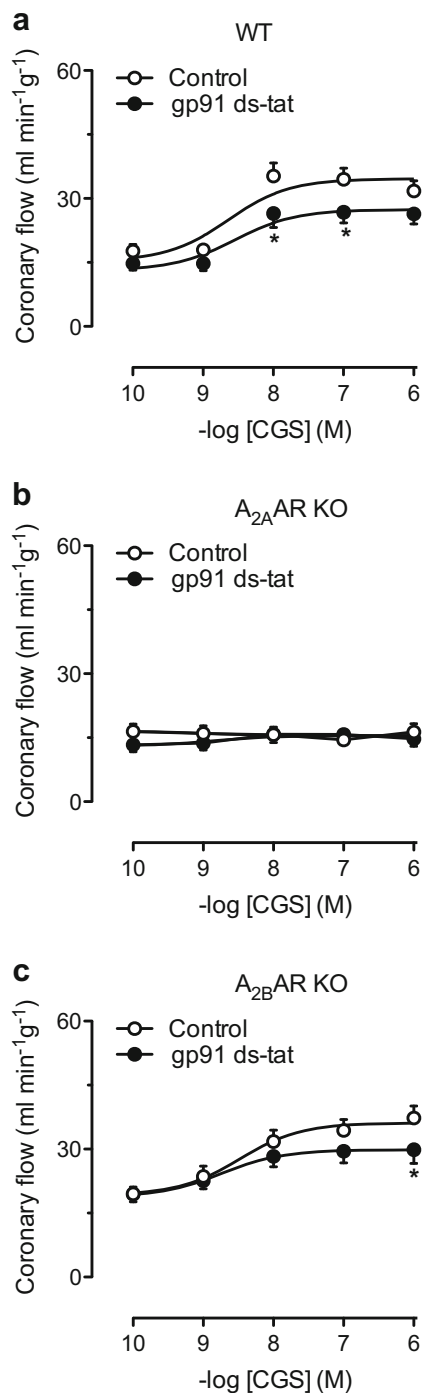 a
WT
Coronary flow (ml min⁻¹g⁻¹)
60
30
0
Control
gp91 ds-tat
*
*
10 9 8 7 6
-log [CGS] (M)
b
A₂ₐAR KO
Coronary flow (ml min⁻¹g⁻¹)
60
30
0
Control
gp91 ds-tat
10 9 8 7 6
-log [CGS] (M)
c
A₂BAR KO
Coronary flow (ml min⁻¹g⁻¹)
60
30
0
Control
gp91 ds-tat
*
10 9 8 7 6
-log [CGS] (M)